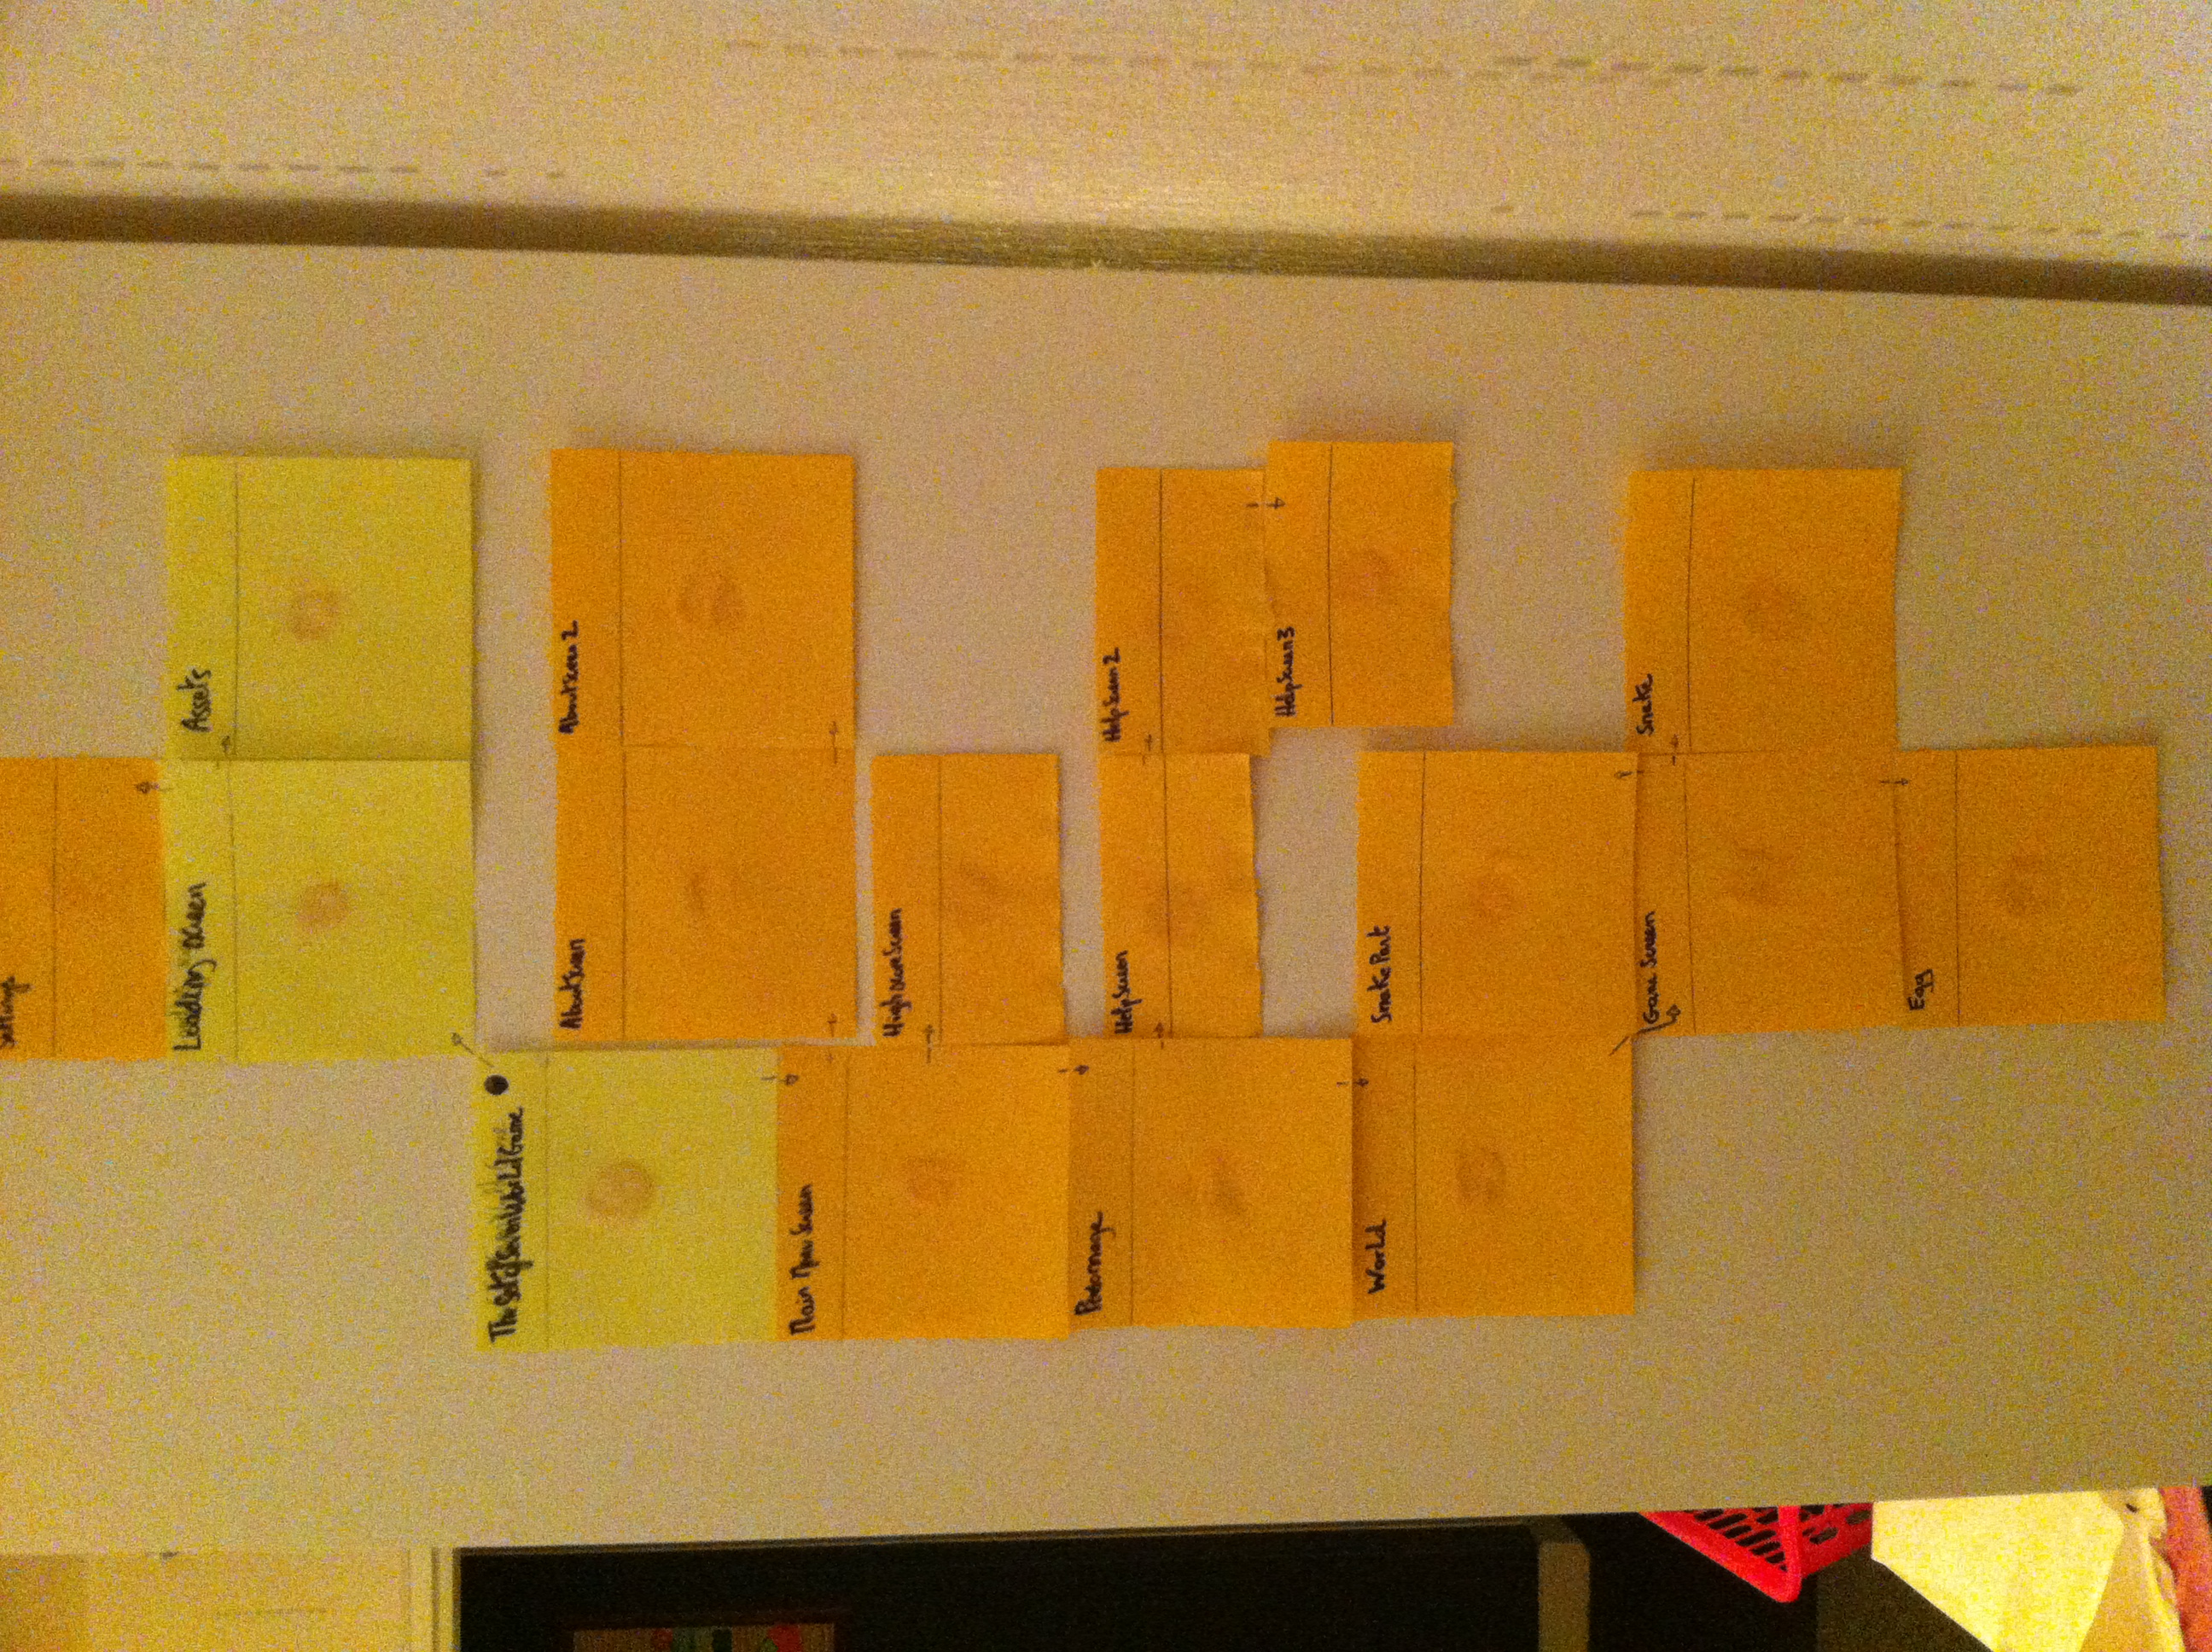 Settings
Loading screen
Assets
TheSetofSevenWorldGame
AboutScreen
AboutScreen2
Main Menu Screen
HighscoreScreen
Personnage
HelpScreen
HelpScreen2
HelpScreen3
World
SnakePart
Game Screen
Snake
Egg